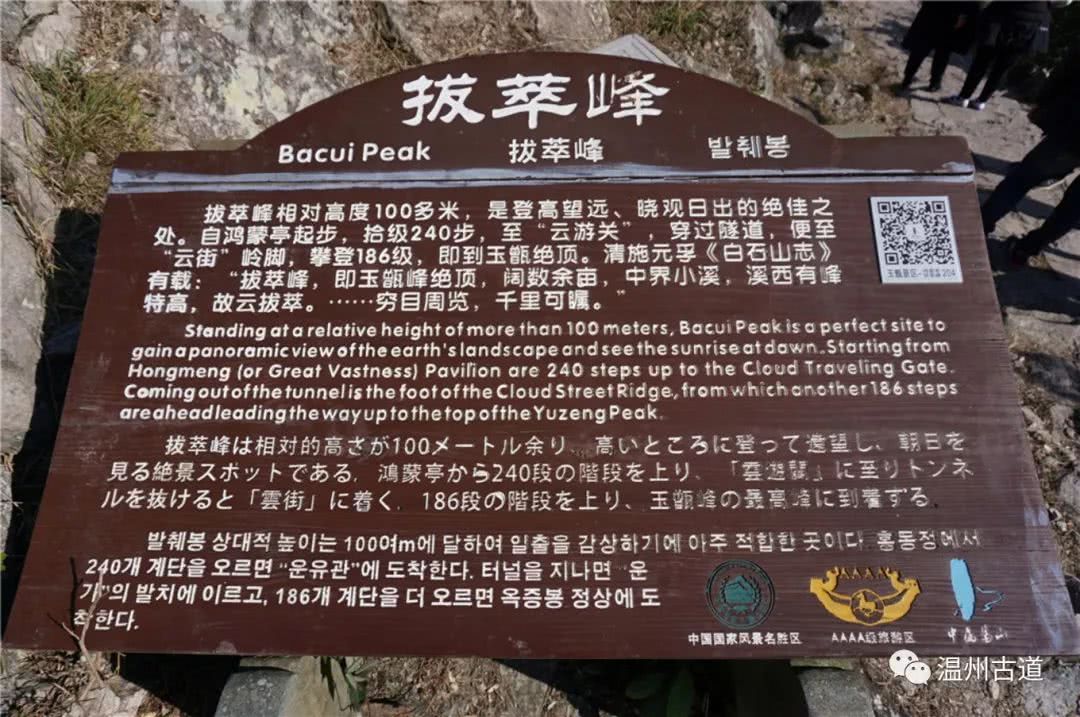 拔萃峰
Bacui Peak 拔萃峰 발췌봉
拔萃峰相对高度100多米，是登高望远、晓观日出的绝佳之
处。自鸿蒙亭起步，拾级240步，至“云游关”，穿过隧道，便至
“云街”岭脚，攀登186级，即到玉甑绝顶。清施元孚《白石山志》
有载：“拔萃峰，即玉甑峰绝顶，阔数余亩，中界小溪，溪西有峰
特高，故云拔萃。……穷目周览，千里可瞩。”
Standing at a relative height of more than 100 meters, Bacui Peak is a perfect site to
gain a panoramic view of the earth's landscape and see the sunrise at dawn. Starting from
Hongmeng (or Great Vastness) Pavilion are 240 steps up to the Cloud Traveling Gate.
Coming out of the tunnel is the foot of the Cloud Street Ridge, from which another 186 steps
are ahead leading the way up to the top of the Yuzeng Peak.
拔萃峰は相对的高さが100メートル余り、高いところに登って遠望し、朝日を
見る絶景スポットである。鴻蒙亭から240段の階段を上り、「雲遊關」に至りトンネ
ルを抜けると「雲街」に着く。186段の階段を上り、玉甑峰の最高峰に到着する。
발췌봉 상대적 높이는 100여m에 달하여 일출을 감상하기에 아주 적합한 곳이다. 홍몽정에서
240개 계단을 오르면 “운유관”에 도착한다. 터널을 지나면 “운
가”의 발치에 이르고, 186개 계단을 더 오르면 옥증봉 정상에 도
착한다.
中国国家风景名胜区
AAAA
AAAA级旅游区
温州古道